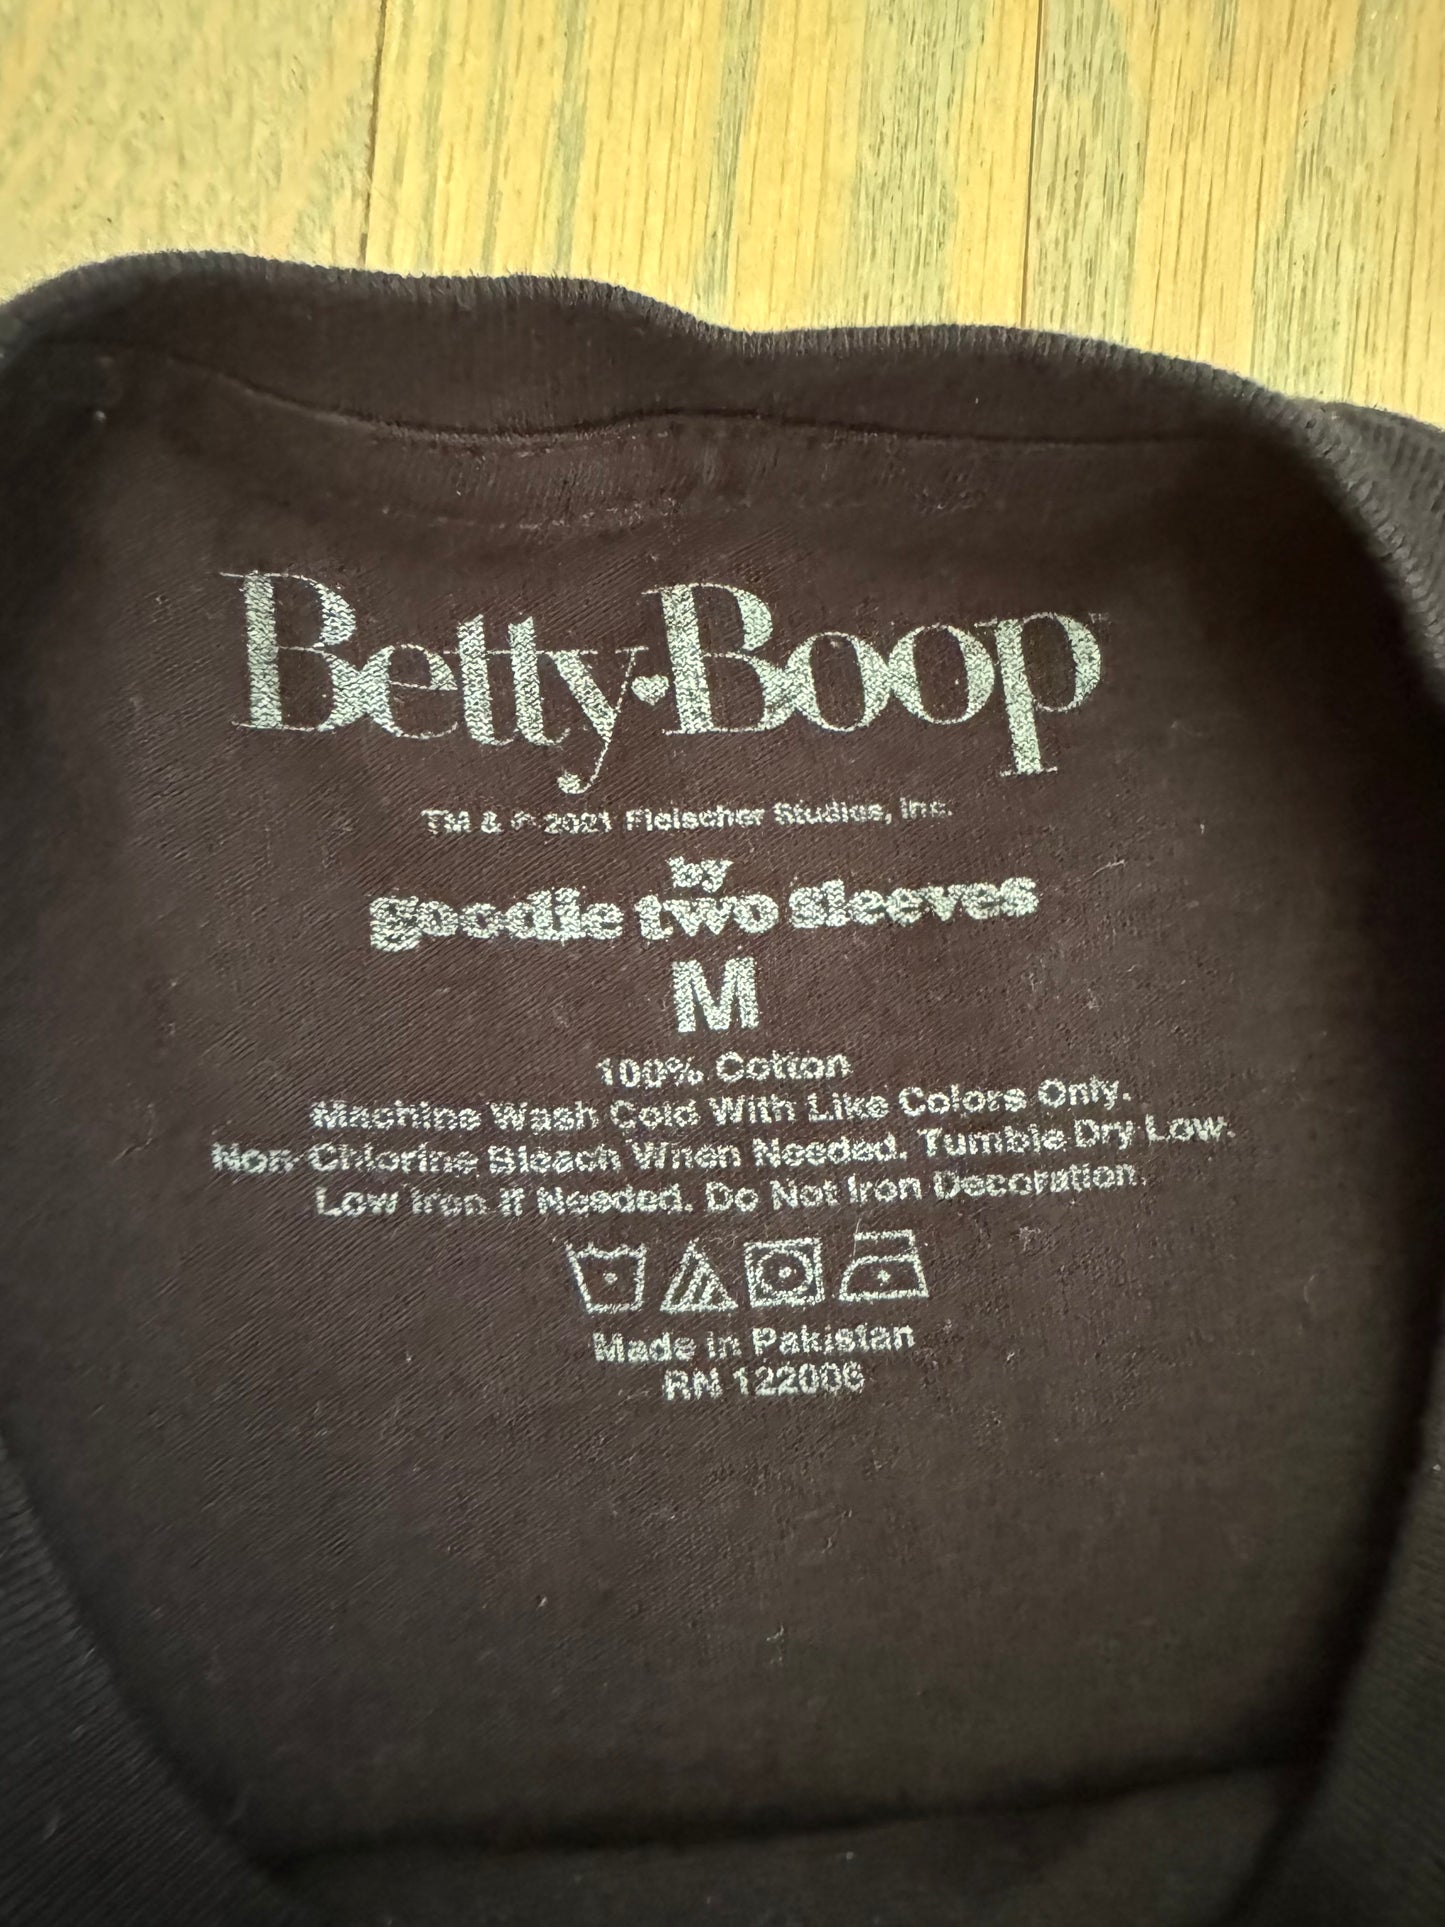 Betty Boop
TM & © 2021 Fleischer Studios, Inc.
by
goodie two sleeves
M
100% Cotton
Machine Wash Cold With Like Colors Only.
Non-Chlorine Bleach When Needed. Tumble Dry Low.
Low Iron If Needed. Do Not Iron Decoration.
Made in Pakistan
RN 122006